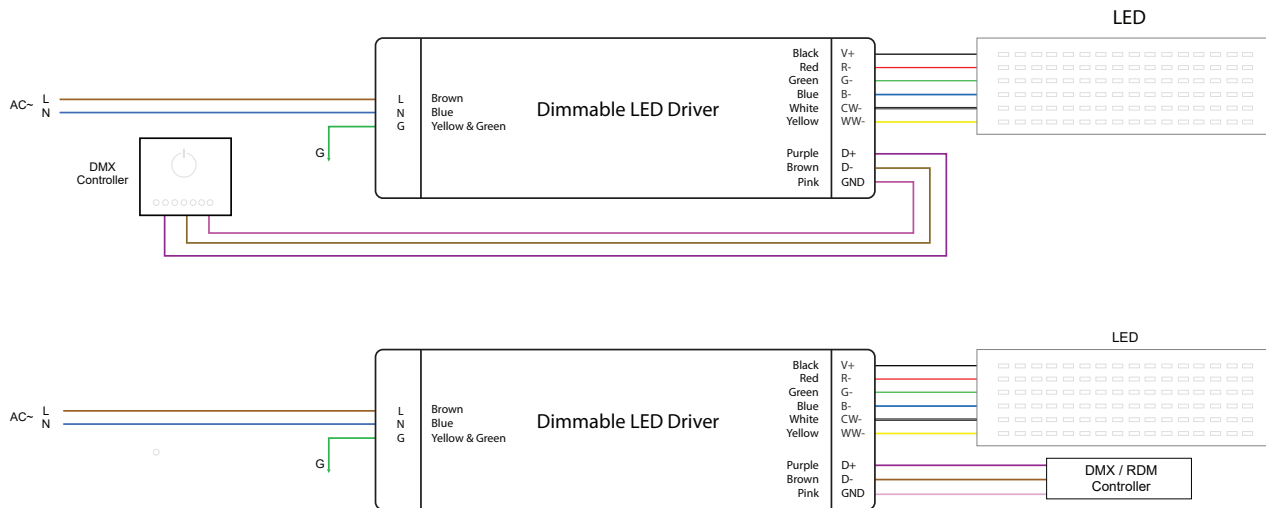 LED
Black V+
Red R-
Green G-
Blue B-
White CW-
Yellow WW-
AC~ L
N
L Brown
N Blue
G Yellow & Green
Dimmable LED Driver
G
DMX
Controller
Purple D+
Brown D-
Pink GND
LED
Black V+
Red R-
Green G-
Blue B-
White CW-
Yellow WW-
AC~ L
N
L Brown
N Blue
G Yellow & Green
Dimmable LED Driver
G
Purple D+
Brown D-
Pink GND
DMX / RDM
Controller